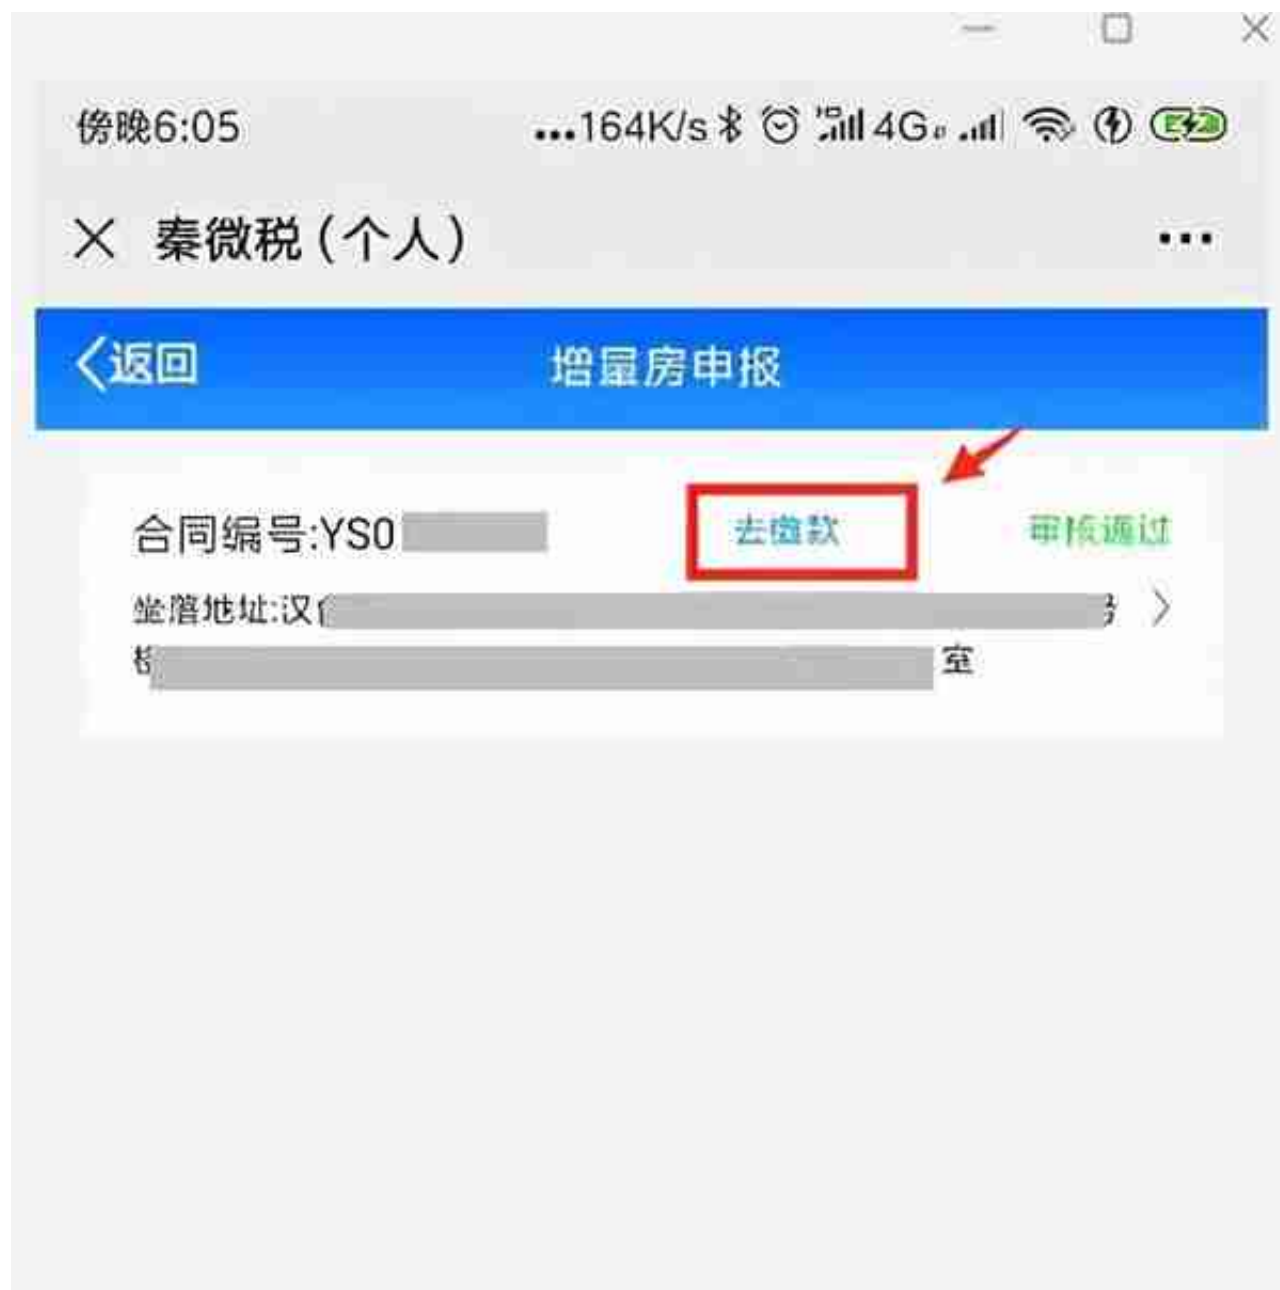 傍晚6:05 ...164K/s 4G
秦微税(个人) ...
返回 增量房申报
合同编号:YS0 去缴款 审核通过
坐落地址:汉 号
室